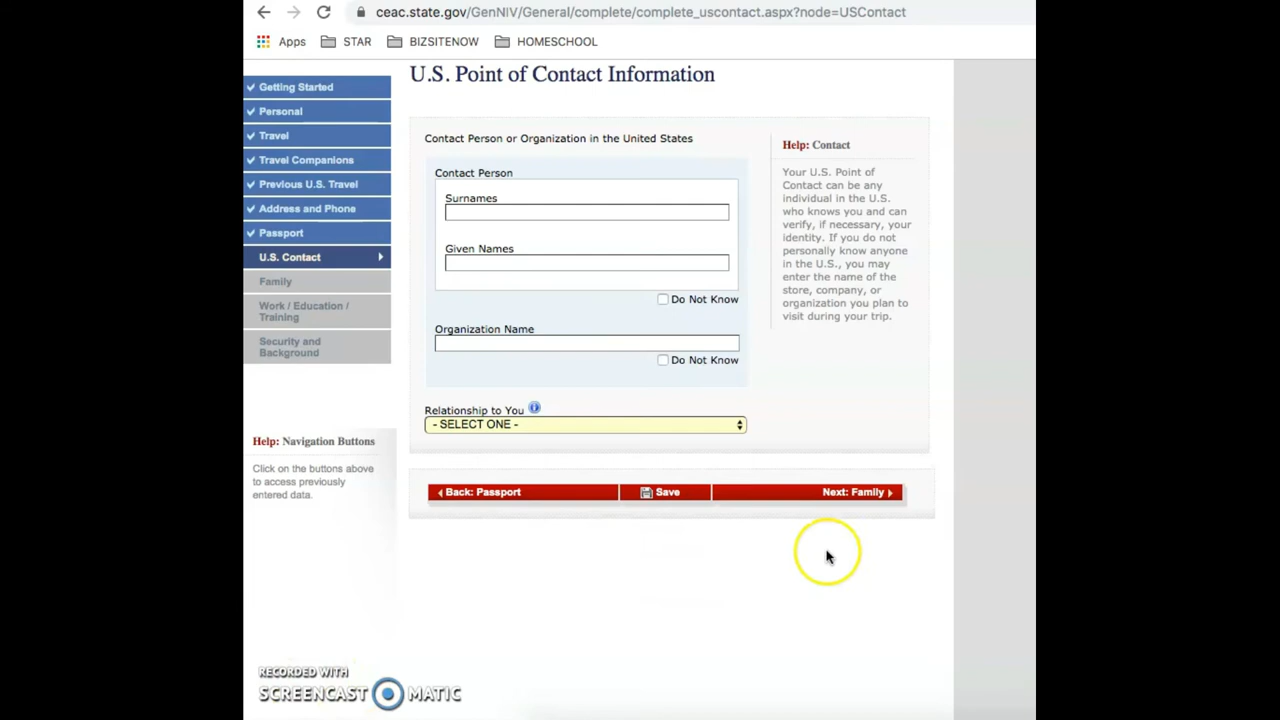 ceac.state.gov/GenNIV/General/complete/complete_uscontact.aspx?node=USContact
Apps STAR BIZSITENOW HOMESCHOOL
U.S. Point of Contact Information
Getting Started
Personal
Travel
Travel Companions
Previous U.S. Travel
Address and Phone
Passport
U.S. Contact
Family
Work / Education /
Training
Security and
Background
Help: Navigation Buttons
Click on the buttons above
to access previously
entered data.
Contact Person or Organization in the United States
Contact Person
Surnames
Given Names
Do Not Know
Organization Name
Do Not Know
Relationship to You
- SELECT ONE -
Help: Contact
Your U.S. Point of
Contact can be any
individual in the U.S.
who knows you and can
verify, if necessary, your
identity. If you do not
personally know anyone
in the U.S., you may
enter the name of the
store, company, or
organization you plan to
visit during your trip.
Back: Passport Save Next: Family
RECORDED WITH
SCREENCAST MATIC